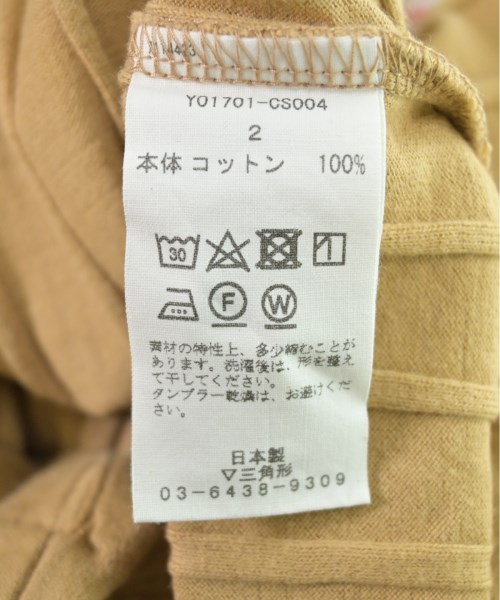 Y01701-CS004
2
本体 コットン 100%
30
F W
素材の特性上、多少縮むことが
あります。洗濯後は、形を整え
て干してください。
タンブラー乾燥は、お避けくだ
さい。
日本製
▽三角形
03-6438-9309